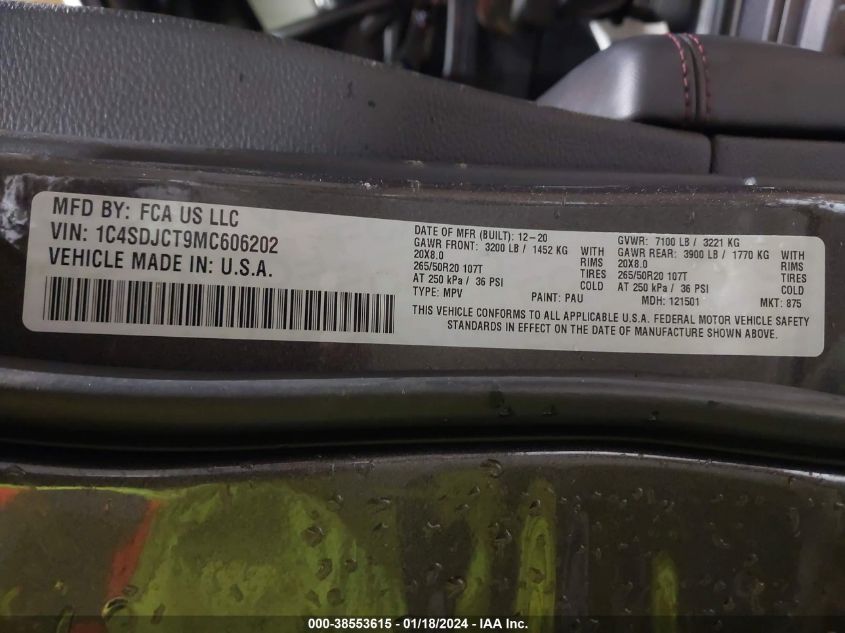 MFD BY: FCA US LLC
VIN: 1C4SDJCT9MC606202
VEHICLE MADE IN: U.S.A.
DATE OF MFR (BUILT): 12-20
GAWR FRONT: 3200 LB / 1452 KG WITH
20X8.0 RIMS
265/50R20 107T TIRES
AT 250 kPa / 36 PSI COLD
TYPE: MPV PAINT: PAU
GVWR: 7100 LB / 3221 KG
GAWR REAR: 3900 LB / 1770 KG WITH
20X8.0 RIMS
265/50R20 107T TIRES
AT 250 kPa / 36 PSI COLD
MDH: 121501 MKT: 875
THIS VEHICLE CONFORMS TO ALL APPLICABLE U.S.A. FEDERAL MOTOR VEHICLE SAFETY
STANDARDS IN EFFECT ON THE DATE OF MANUFACTURE SHOWN ABOVE.
000-38553615 - 01/18/2024 - IAA Inc.